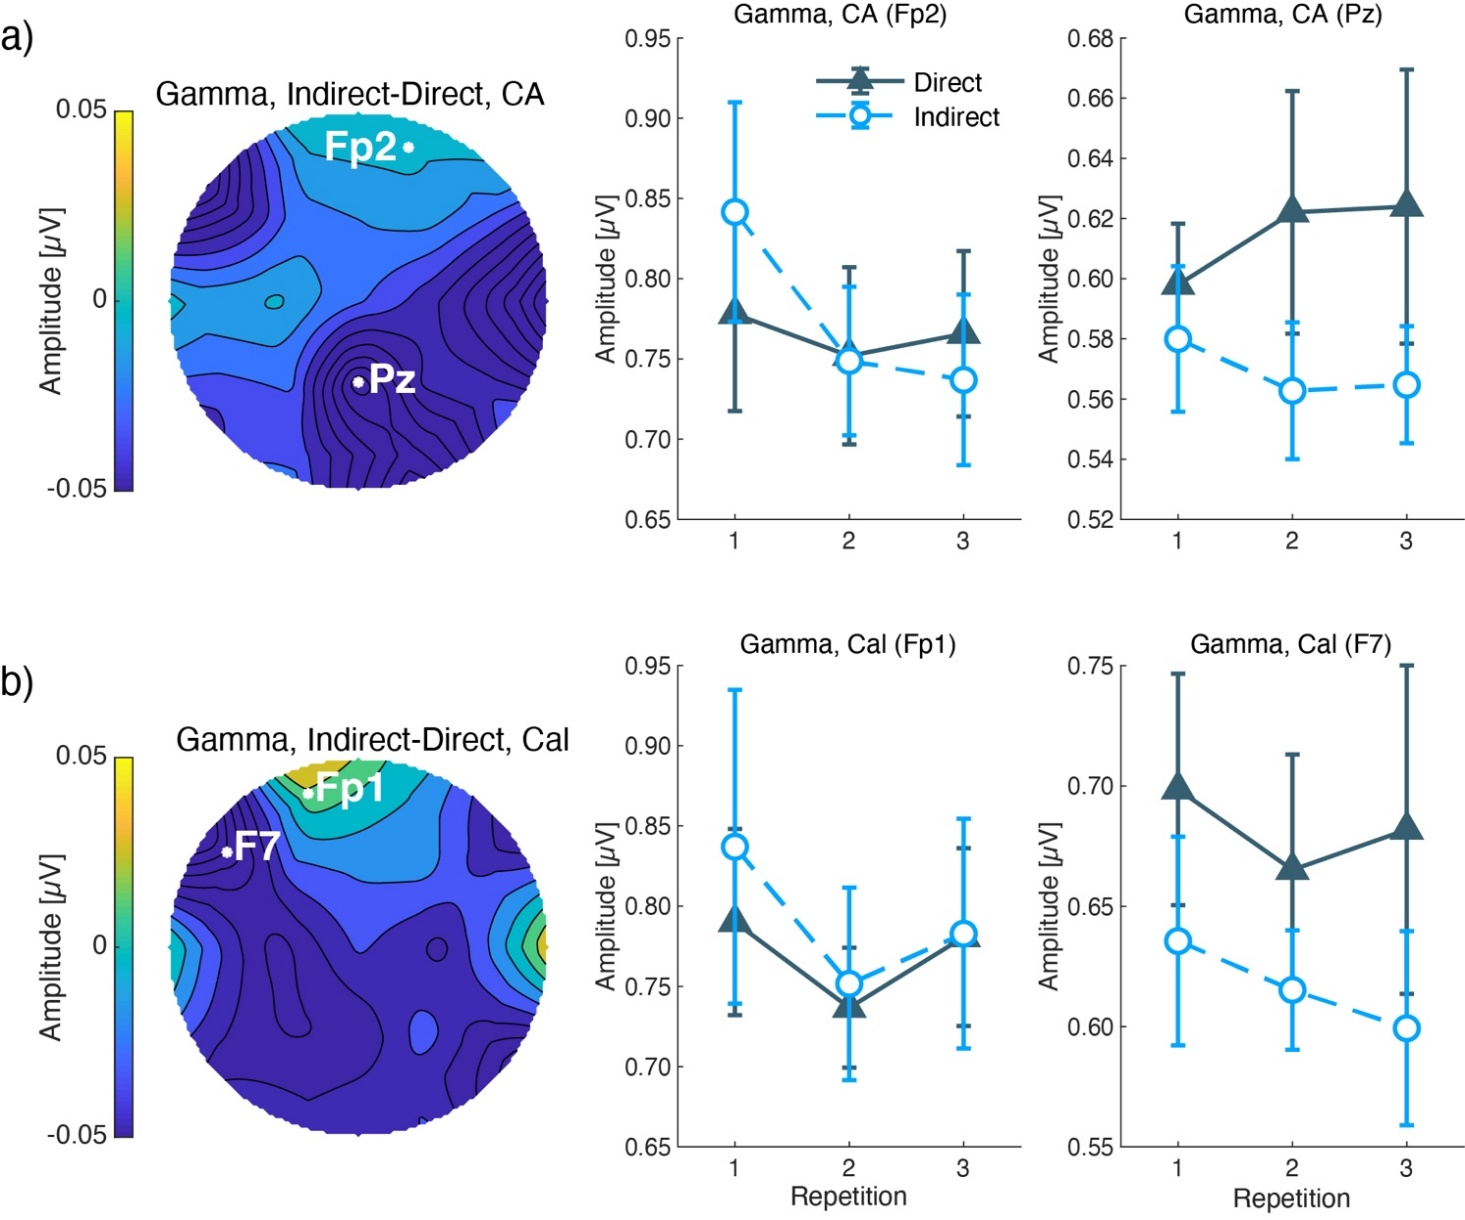 a)
Gamma, Indirect-Direct, CA
0.05
0
-0.05
Amplitude [µV]
Fp2
Pz
Gamma, CA (Fp2)
0.95
0.90
0.85
0.80
0.75
0.70
0.65
Amplitude [µV]
Direct
Indirect
1 2 3
Gamma, CA (Pz)
0.68
0.66
0.64
0.62
0.60
0.58
0.56
0.54
0.52
Amplitude [µV]
1 2 3
b)
Gamma, Indirect-Direct, Cal
0.05
0
-0.05
Amplitude [µV]
Fp1
F7
Gamma, Cal (Fp1)
0.95
0.90
0.85
0.80
0.75
0.70
0.65
Amplitude [µV]
1 2 3
Repetition
Gamma, Cal (F7)
0.75
0.70
0.65
0.60
0.55
Amplitude [µV]
1 2 3
Repetition